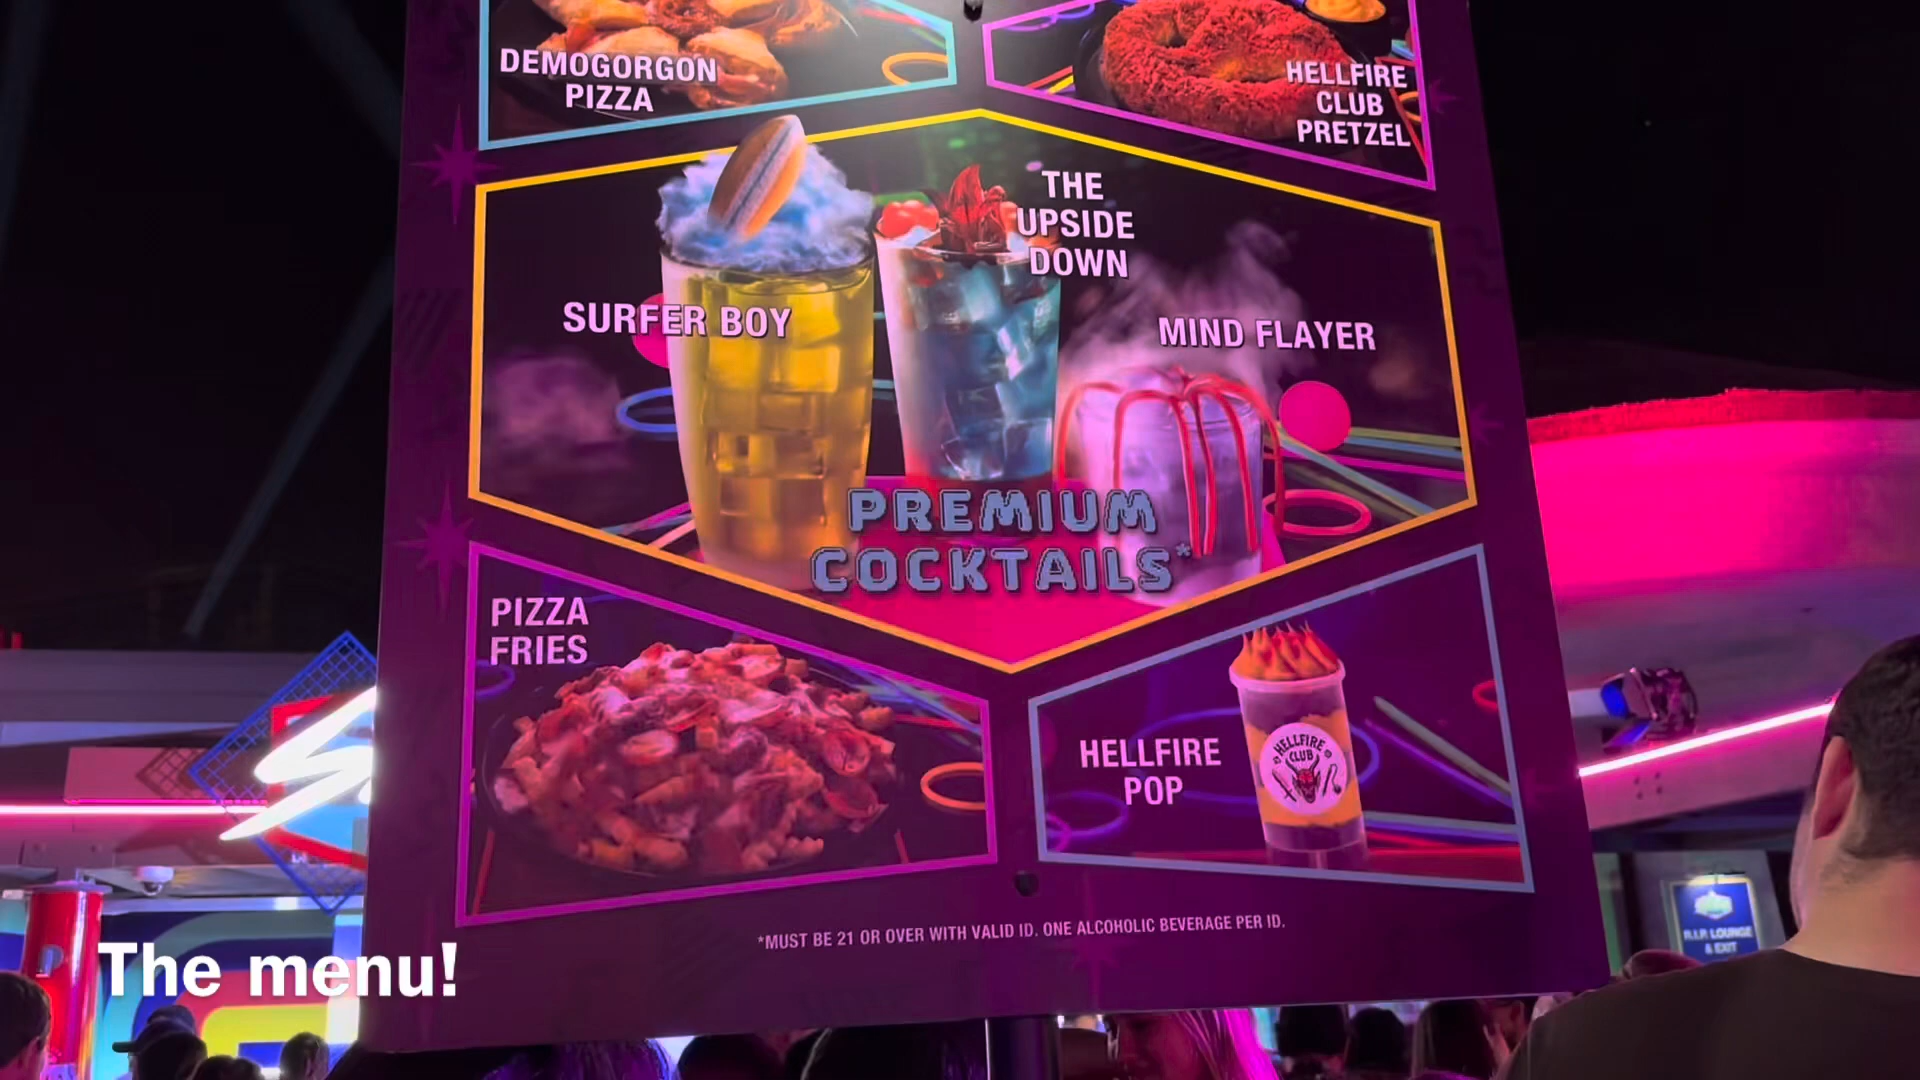 DEMOGORGON
PIZZA
HELLFIRE
CLUB
PRETZEL
THE
UPSIDE
DOWN
SURFER BOY
MIND FLAYER
PREMIUM
COCKTAILS*
PIZZA
FRIES
HELLFIRE
POP
HELLFIRE
CLUB
*MUST BE 21 OR OVER WITH VALID ID. ONE ALCOHOLIC BEVERAGE PER ID.
R.I.P. LOUNGE
& EXIT
The menu!